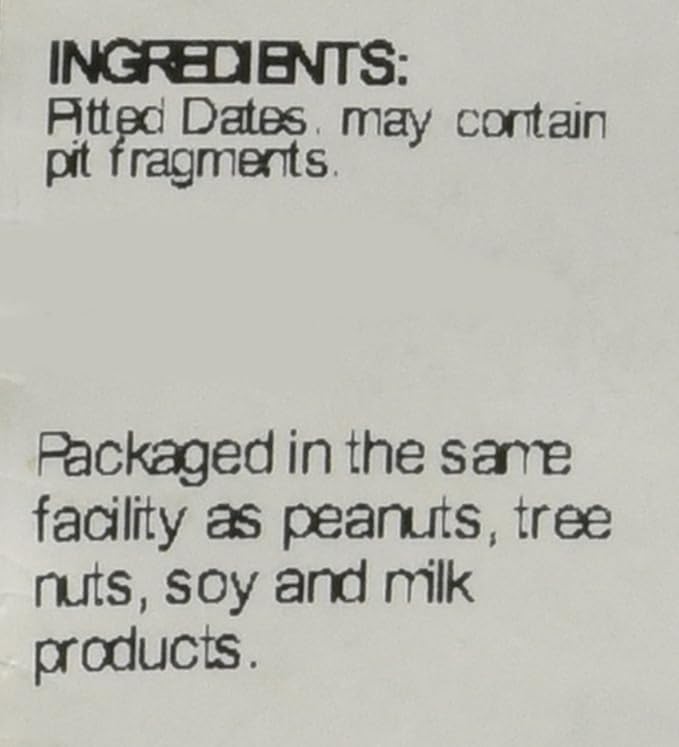 INGREDIENTS:
Pitted Dates. may contain
pit fragments.
Packaged in the same
facility as peanuts, tree
nuts, soy and milk
products.